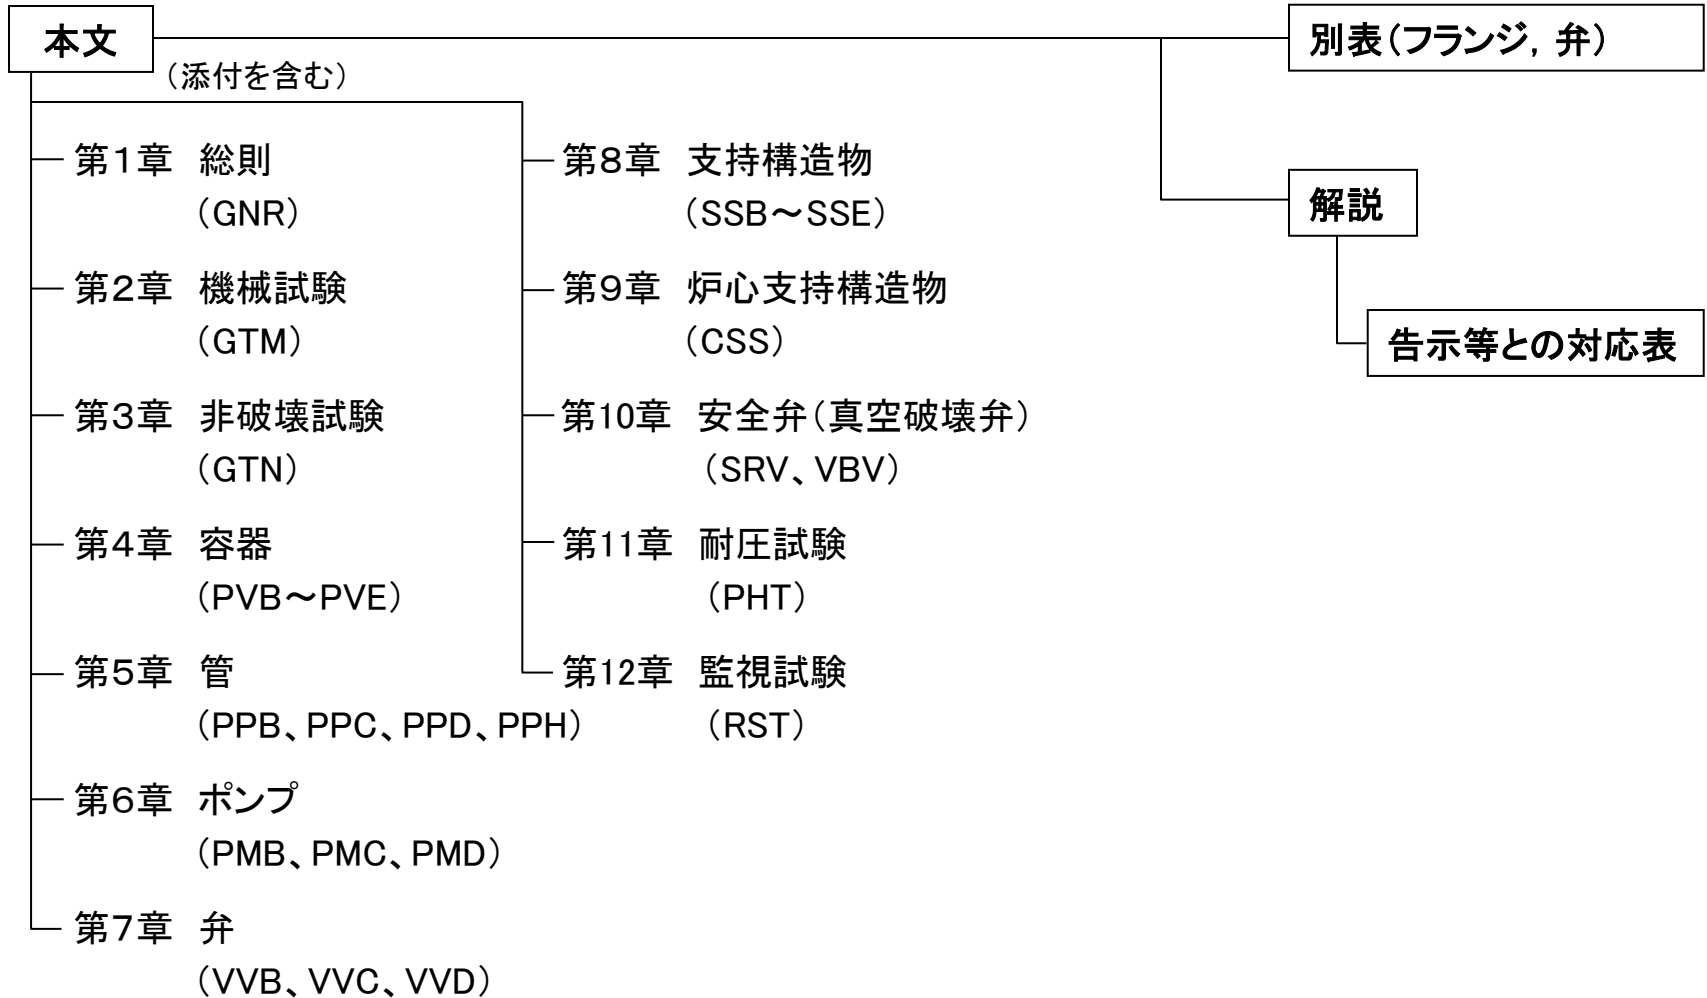 本文
(添付を含む)
第1章 総則
(GNR)
第2章 機械試験
(GTM)
第3章 非破壊試験
(GTN)
第4章 容器
(PVB～PVE)
第5章 管
(PPB、PPC、PPD、PPH)
第6章 ポンプ
(PMB、PMC、PMD)
第7章 弁
(VVB、VVC、VVD)
第8章 支持構造物
(SSB～SSE)
第9章 炉心支持構造物
(CSS)
第10章 安全弁(真空破壊弁)
(SRV、VBV)
第11章 耐圧試験
(PHT)
第12章 監視試験
(RST)
別表(フランジ, 弁)
解説
告示等との対応表